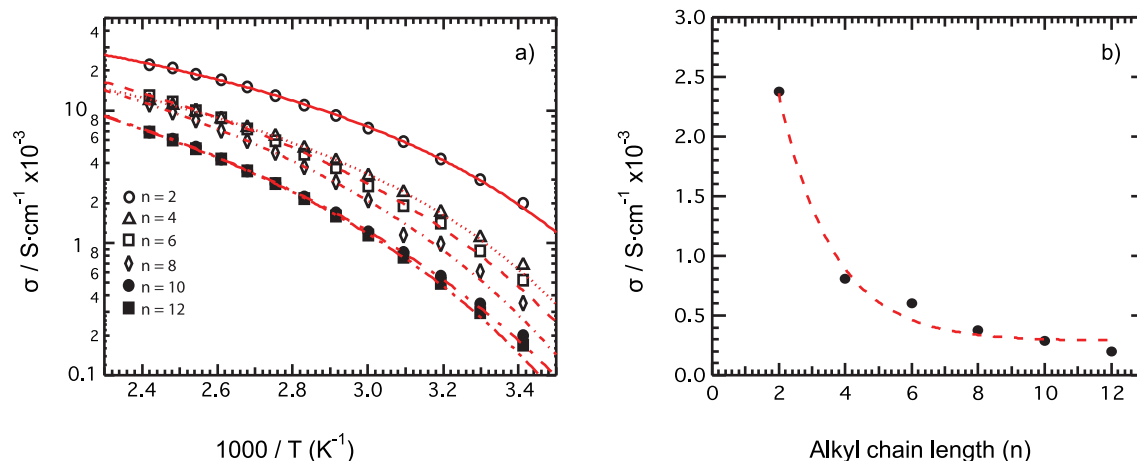 a)
4
2
10
8
6
4
2
1
8
6
4
2
0.1
σ / S·cm⁻¹ x10⁻³
n = 2
n = 4
n = 6
n = 8
n = 10
n = 12
2.4 2.6 2.8 3.0 3.2 3.4
1000 / T (K⁻¹)
b)
3.0
2.5
2.0
1.5
1.0
0.5
0.0
σ / S·cm⁻¹ x10⁻³
0 2 4 6 8 10 12
Alkyl chain length (n)